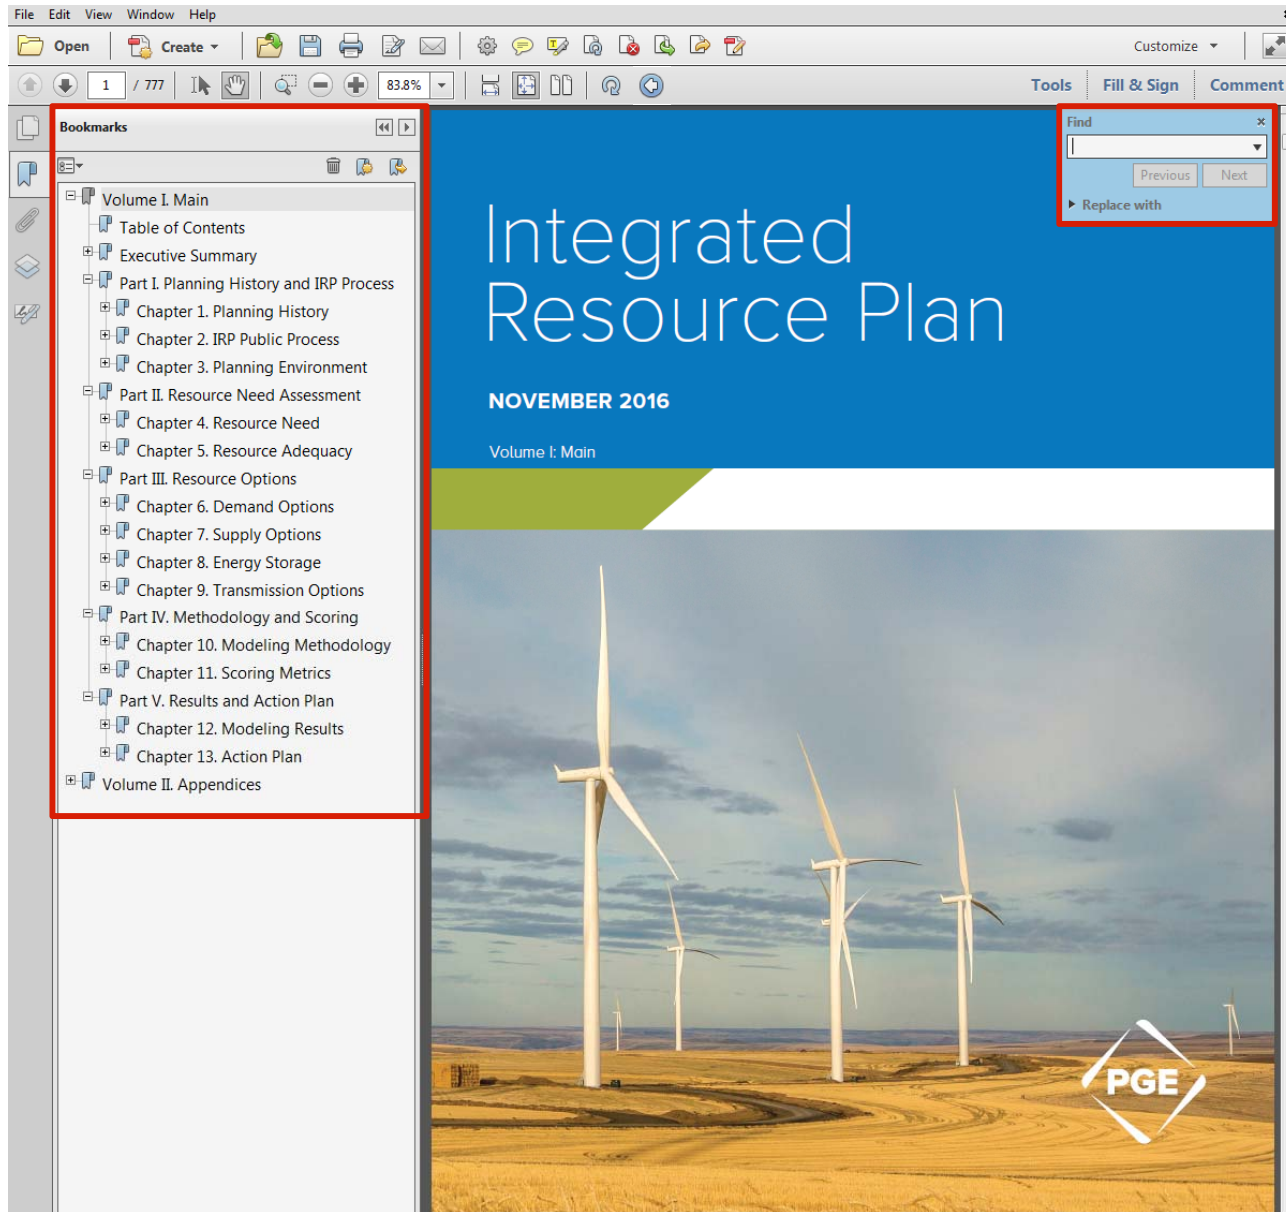 File Edit View Window Help
Open Create Customize
1 / 777 83.8% Tools Fill & Sign Comment
Bookmarks
Find
Previous Next
Replace with
Volume I. Main
Table of Contents
Executive Summary
Part I. Planning History and IRP Process
Chapter 1. Planning History
Chapter 2. IRP Public Process
Chapter 3. Planning Environment
Part II. Resource Need Assessment
Chapter 4. Resource Need
Chapter 5. Resource Adequacy
Part III. Resource Options
Chapter 6. Demand Options
Chapter 7. Supply Options
Chapter 8. Energy Storage
Chapter 9. Transmission Options
Part IV. Methodology and Scoring
Chapter 10. Modeling Methodology
Chapter 11. Scoring Metrics
Part V. Results and Action Plan
Chapter 12. Modeling Results
Chapter 13. Action Plan
Volume II. Appendices
Integrated
Resource Plan
NOVEMBER 2016
Volume I: Main
PGE